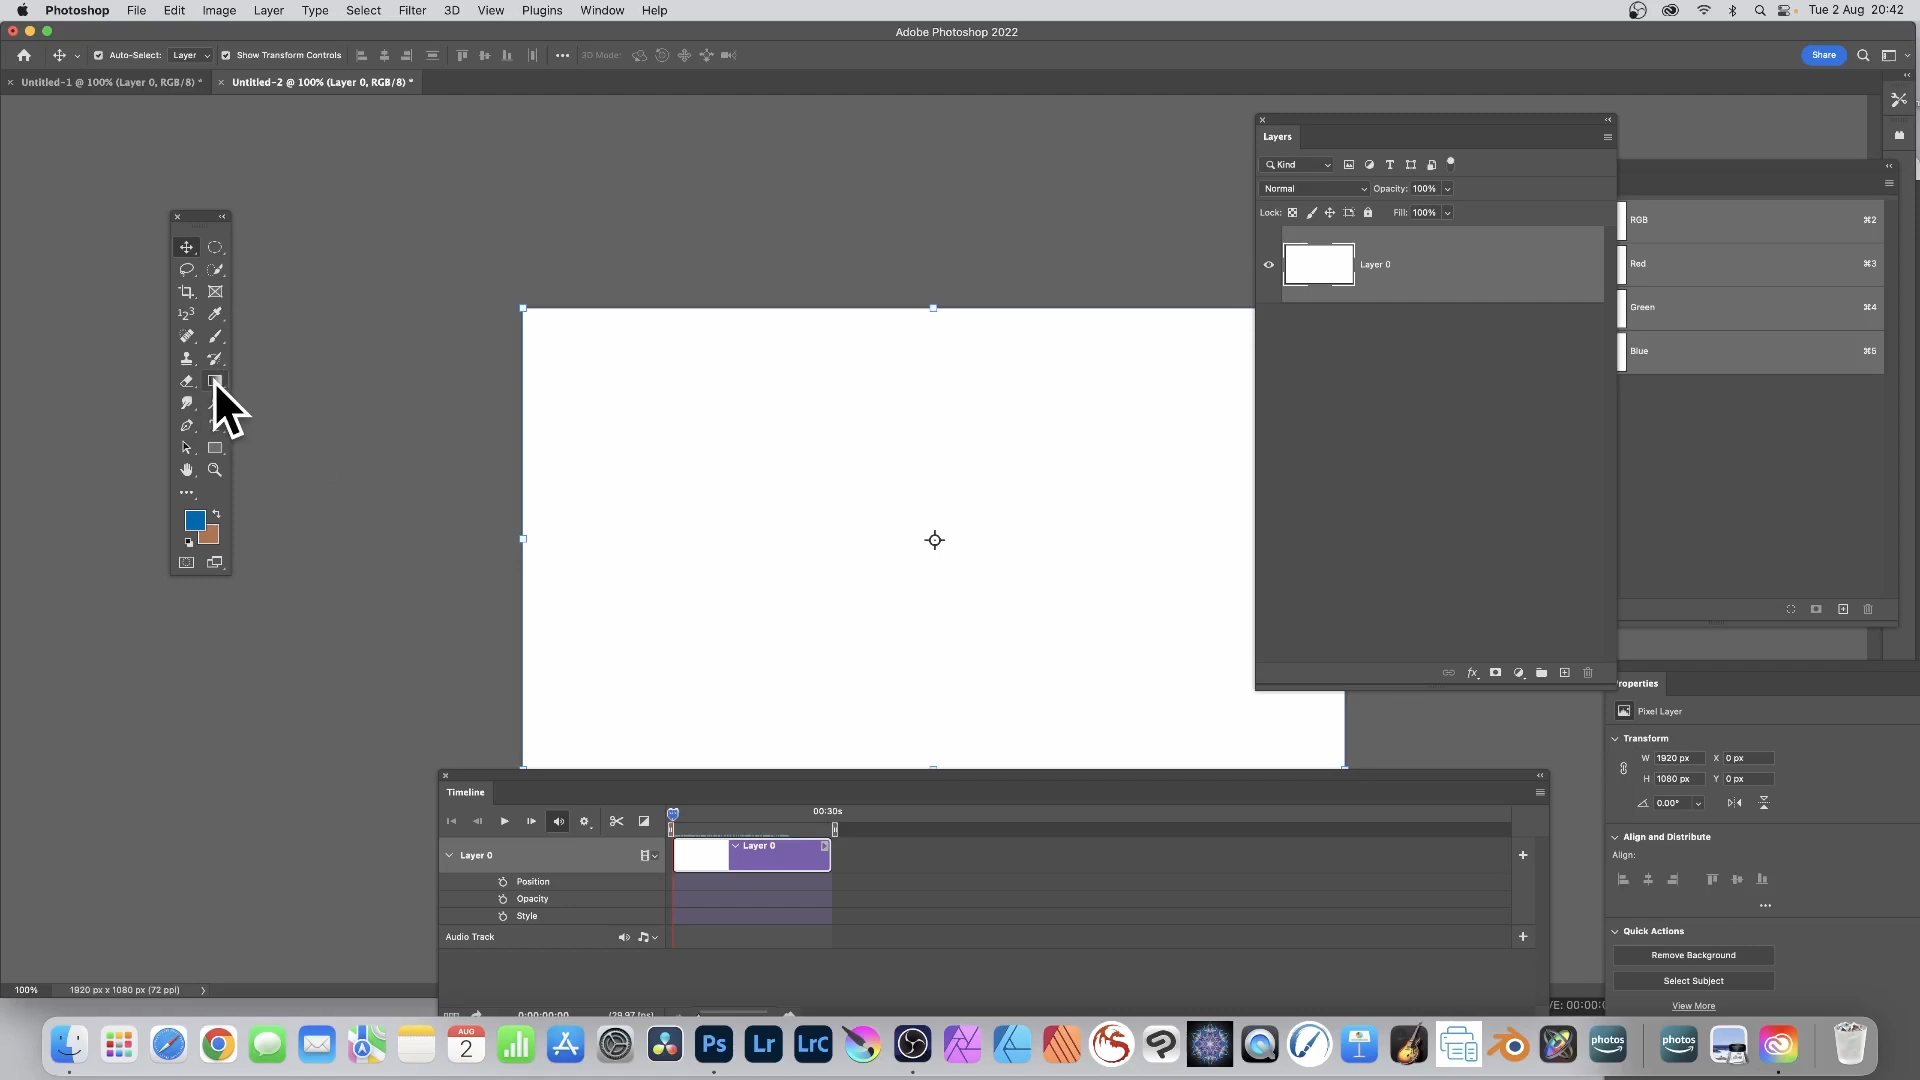 Photoshop File Edit Image Layer Type Select Filter 3D View Plugins Window Help Tue 2 Aug 20:42
Adobe Photoshop 2022
Auto-Select: Layer Show Transform Controls 3D Mode: Share
Untitled-1 @ 100% (Layer 0, RGB/8) * Untitled-2 @ 100% (Layer 0, RGB/8) *
Layers
Kind
Normal Opacity: 100%
Lock: Fill: 100%
Layer 0
RGB ⌘2
Red ⌘3
Green ⌘4
Blue ⌘5
Properties
Pixel Layer
Transform
W 1920 px X 0 px
H 1080 px Y 0 px
0.00°
Align and Distribute
Align:
Quick Actions
Remove Background
Select Subject
View More
Timeline
00:30s
Layer 0 Layer 0
Position
Opacity
Style
Audio Track
100% 1920 px x 1080 px (72 ppi)
0:00:00:00 (29.97 fps)
AUG
2
Ps Lr LrC
photos photos